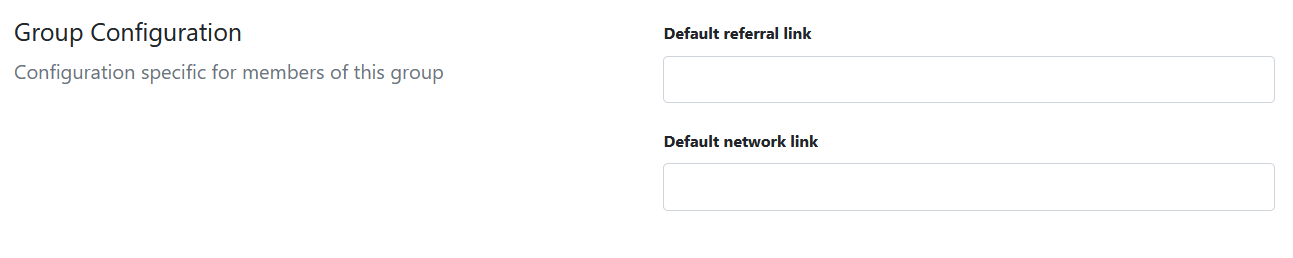 Group Configuration
Configuration specific for members of this group
Default referral link
Default network link